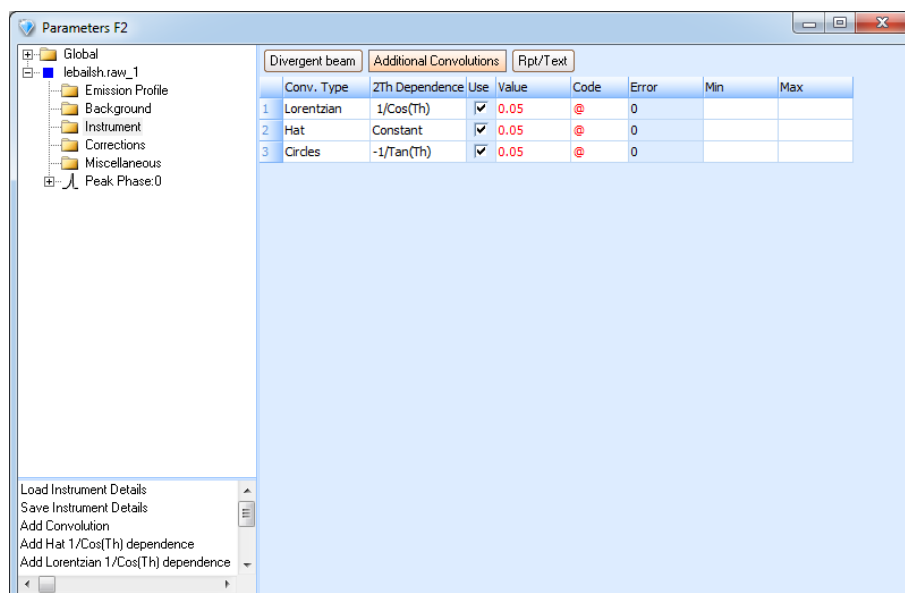 Parameters F2
Global
lebailsh.raw_1
Emission Profile
Background
Instrument
Corrections
Miscellaneous
Peak Phase:0
Load Instrument Details
Save Instrument Details
Add Convolution
Add Hat 1/Cos(Th) dependence
Add Lorentzian 1/Cos(Th) dependence
Divergent beam Additional Convolutions Rpt/Text
Conv. Type 2Th Dependence Use Value Code Error Min Max
1 Lorentzian 1/Cos(Th) 0.05 @ 0
2 Hat Constant 0.05 @ 0
3 Circles -1/Tan(Th) 0.05 @ 0